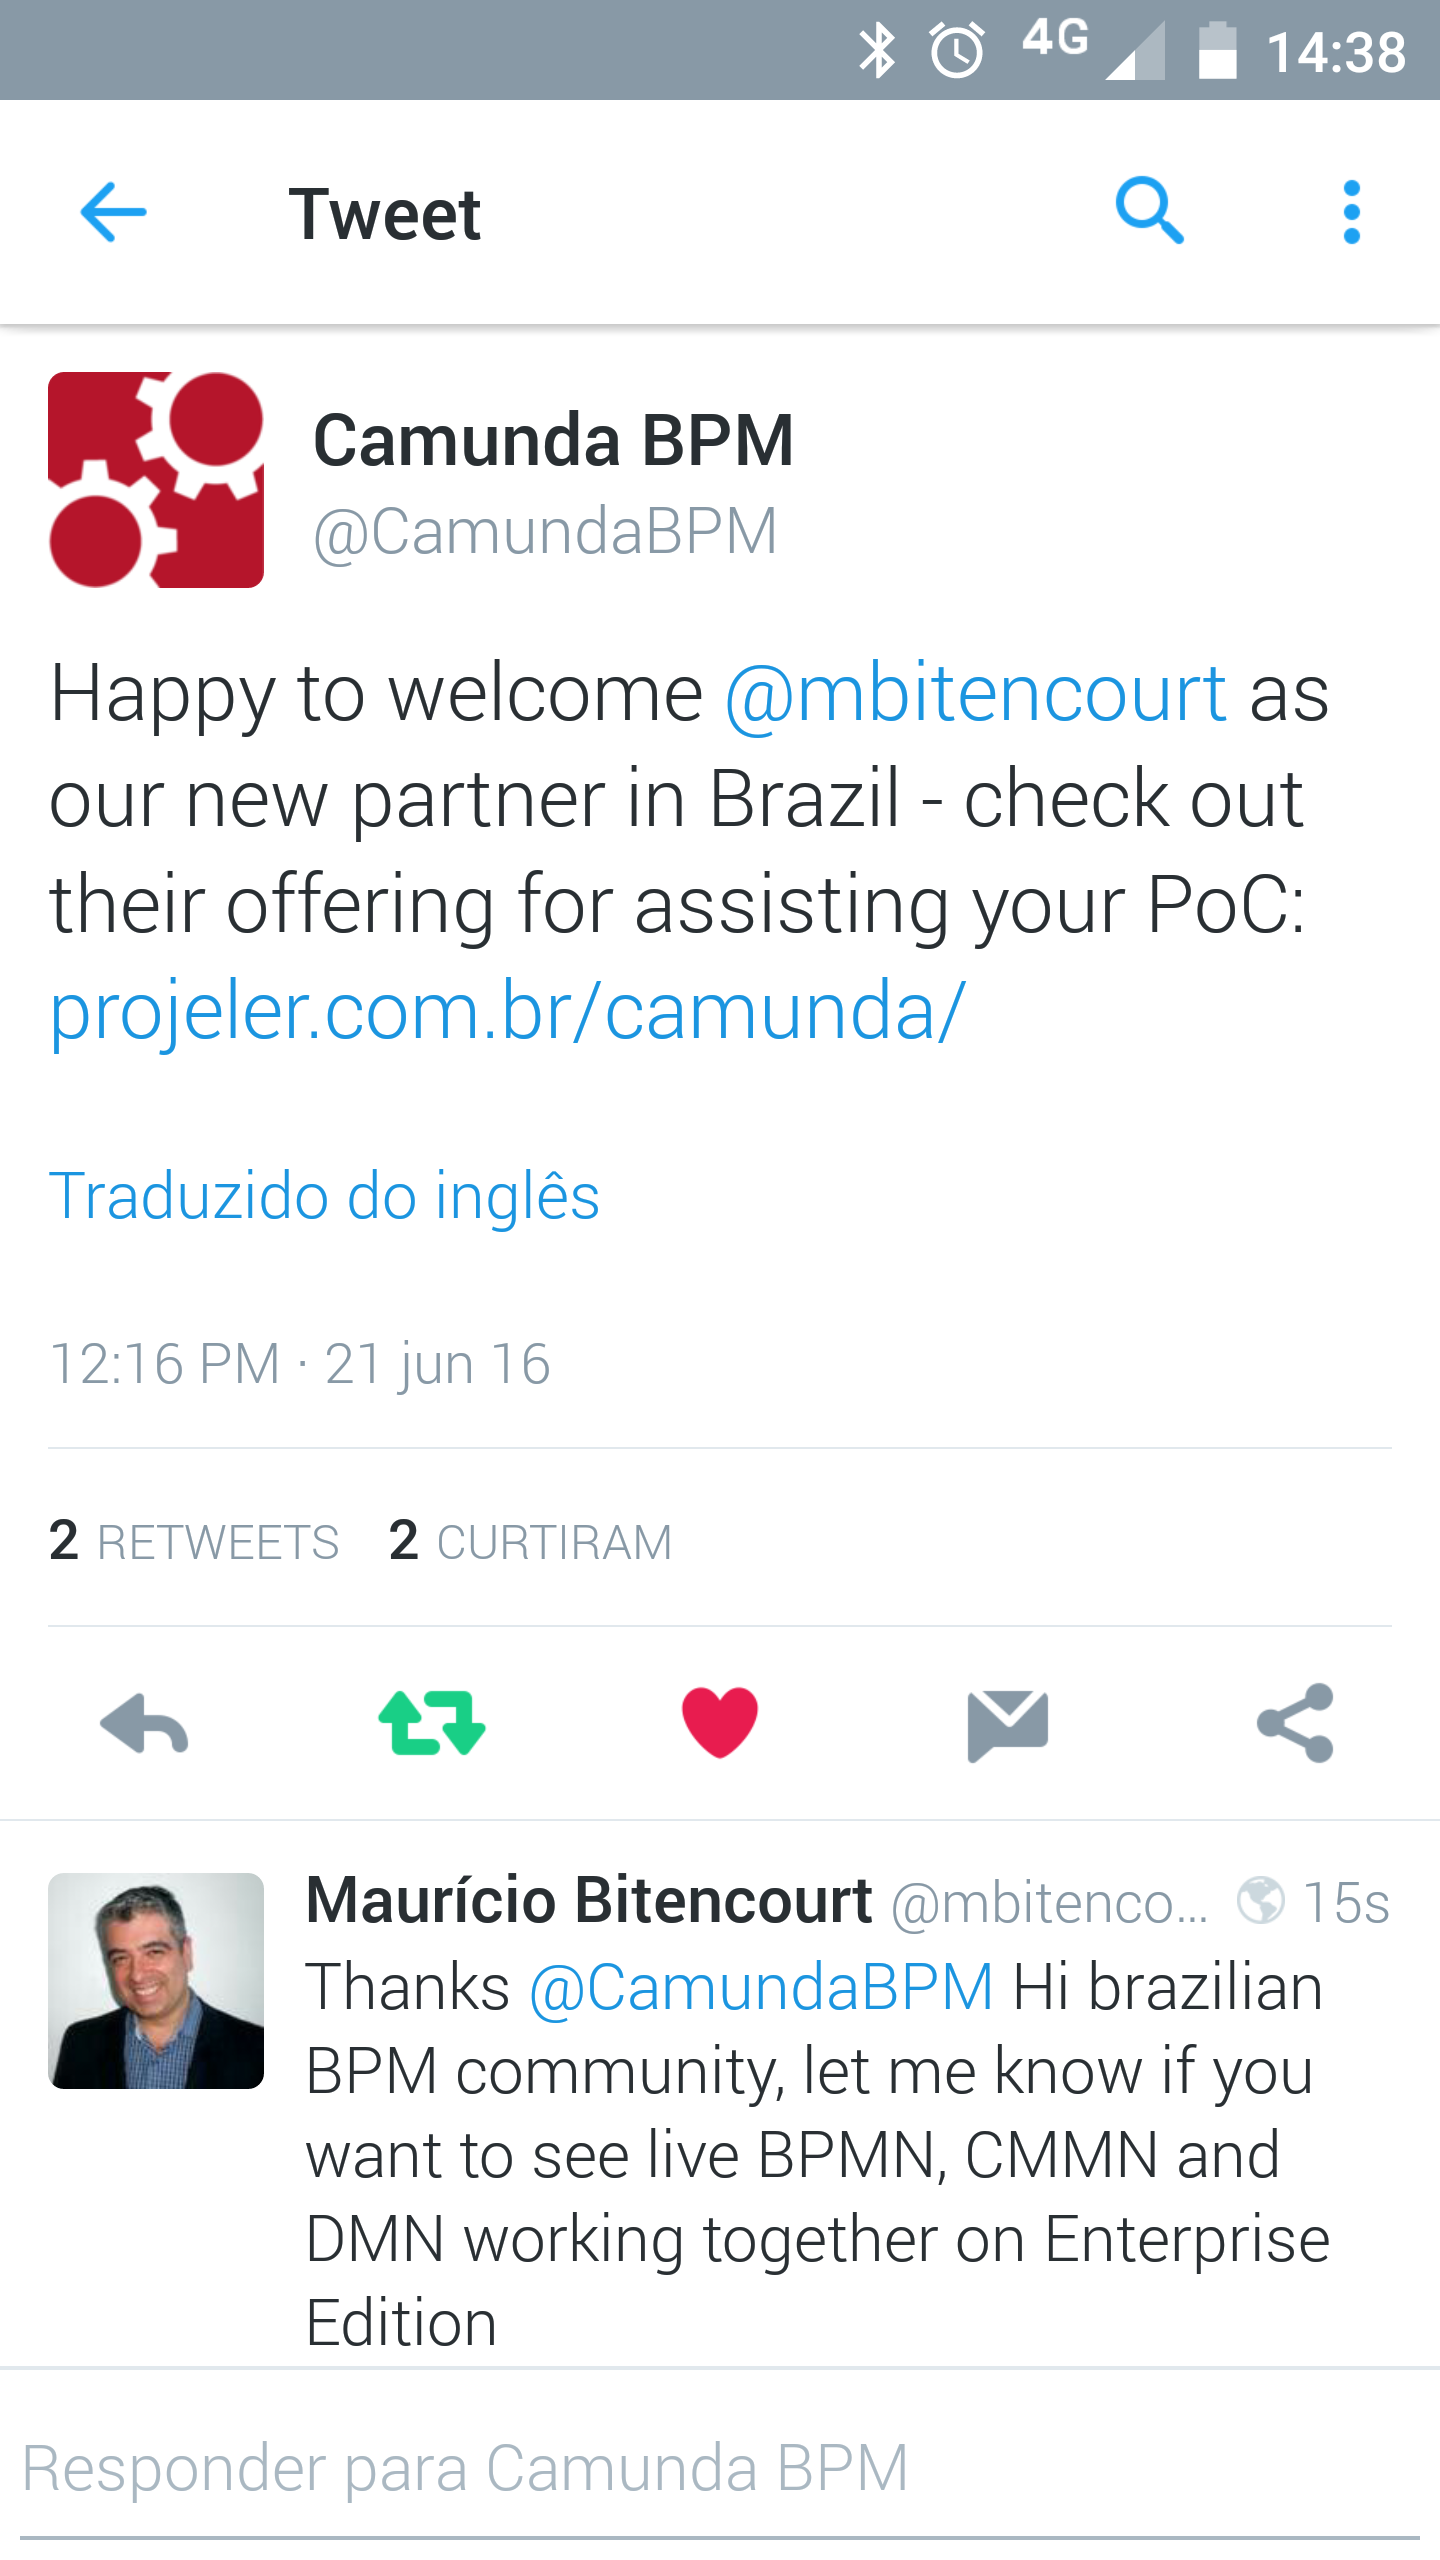 4G 14:38
Tweet
Camunda BPM
@CamundaBPM
Happy to welcome @mbitencourt as
our new partner in Brazil - check out
their offering for assisting your PoC:
projeler.com.br/camunda/
Traduzido do inglês
12:16 PM · 21 jun 16
2 RETWEETS 2 CURTIRAM
Maurício Bitencourt @mbitenco... 15s
Thanks @CamundaBPM Hi brazilian
BPM community, let me know if you
want to see live BPMN, CMMN and
DMN working together on Enterprise
Edition
Responder para Camunda BPM